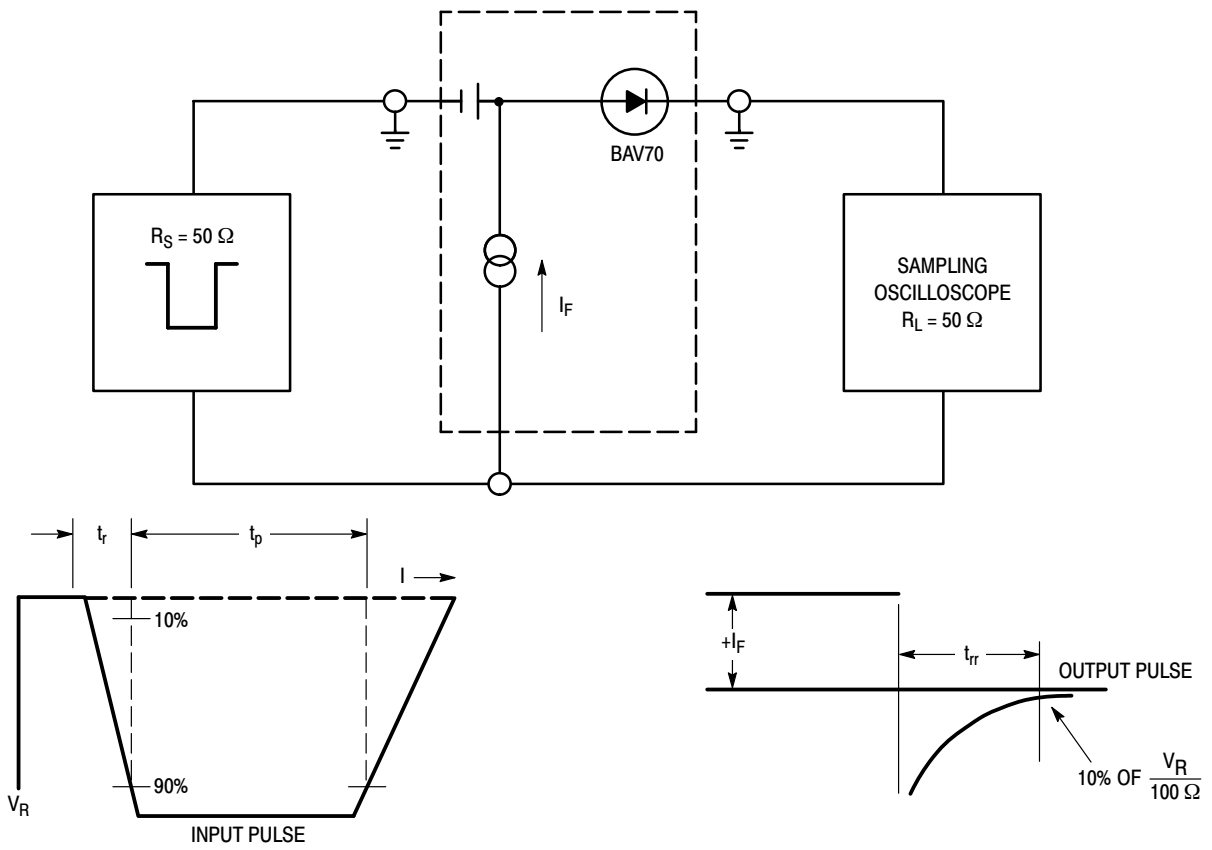 BAV70
R_S = 50 Ω
I_F
SAMPLING
OSCILLOSCOPE
R_L = 50 Ω
t_r
t_p
I
10%
90%
V_R
INPUT PULSE
+I_F
t_rr
OUTPUT PULSE
10% OF V_R
100 Ω